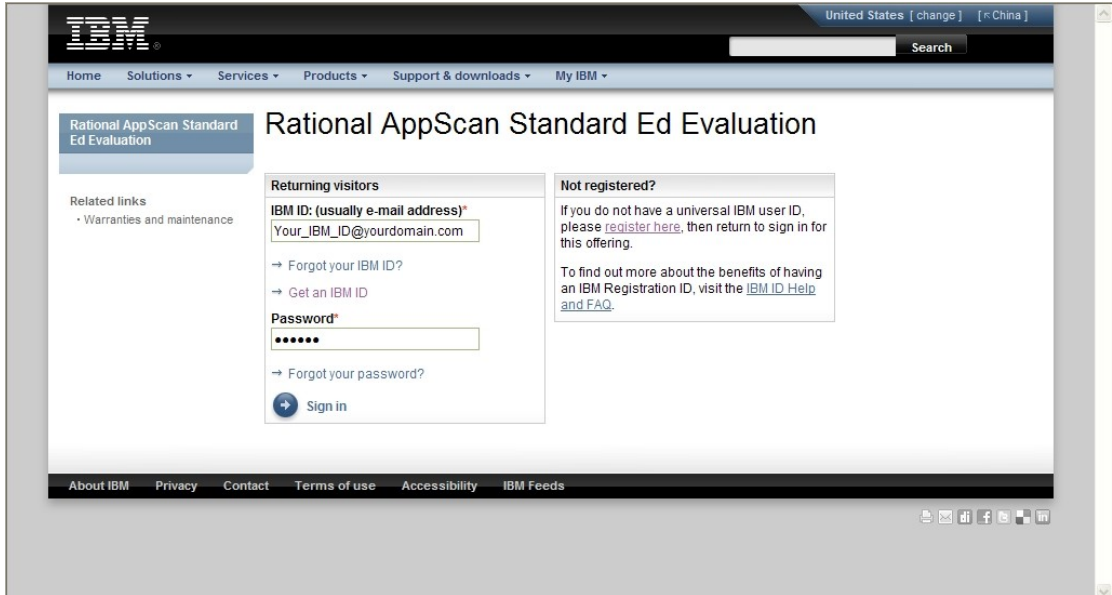 United States [ change ] [ China ]
IBM®
Search
Home Solutions Services Products Support & downloads My IBM
Rational AppScan Standard
Ed Evaluation
Related links
• Warranties and maintenance
Rational AppScan Standard Ed Evaluation
Returning visitors
IBM ID: (usually e-mail address)*
Your_IBM_ID@yourdomain.com
→ Forgot your IBM ID?
→ Get an IBM ID
Password*
••••••
→ Forgot your password?
Sign in
Not registered?
If you do not have a universal IBM user ID,
please register here, then return to sign in for
this offering.
To find out more about the benefits of having
an IBM Registration ID, visit the IBM ID Help
and FAQ.
About IBM Privacy Contact Terms of use Accessibility IBM Feeds